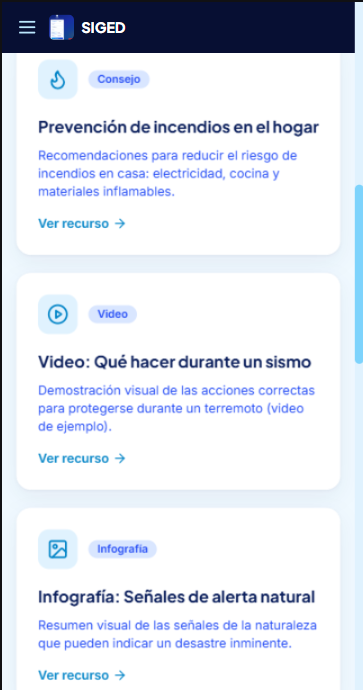 SIGED
Consejo
Prevención de incendios en el hogar
Recomendaciones para reducir el riesgo de
incendios en casa: electricidad, cocina y
materiales inflamables.
Ver recurso →
Video
Video: Qué hacer durante un sismo
Demostración visual de las acciones correctas
para protegerse durante un terremoto (video
de ejemplo).
Ver recurso →
Infografía
Infografía: Señales de alerta natural
Resumen visual de las señales de la naturaleza
que pueden indicar un desastre inminente.
Ver recurso →